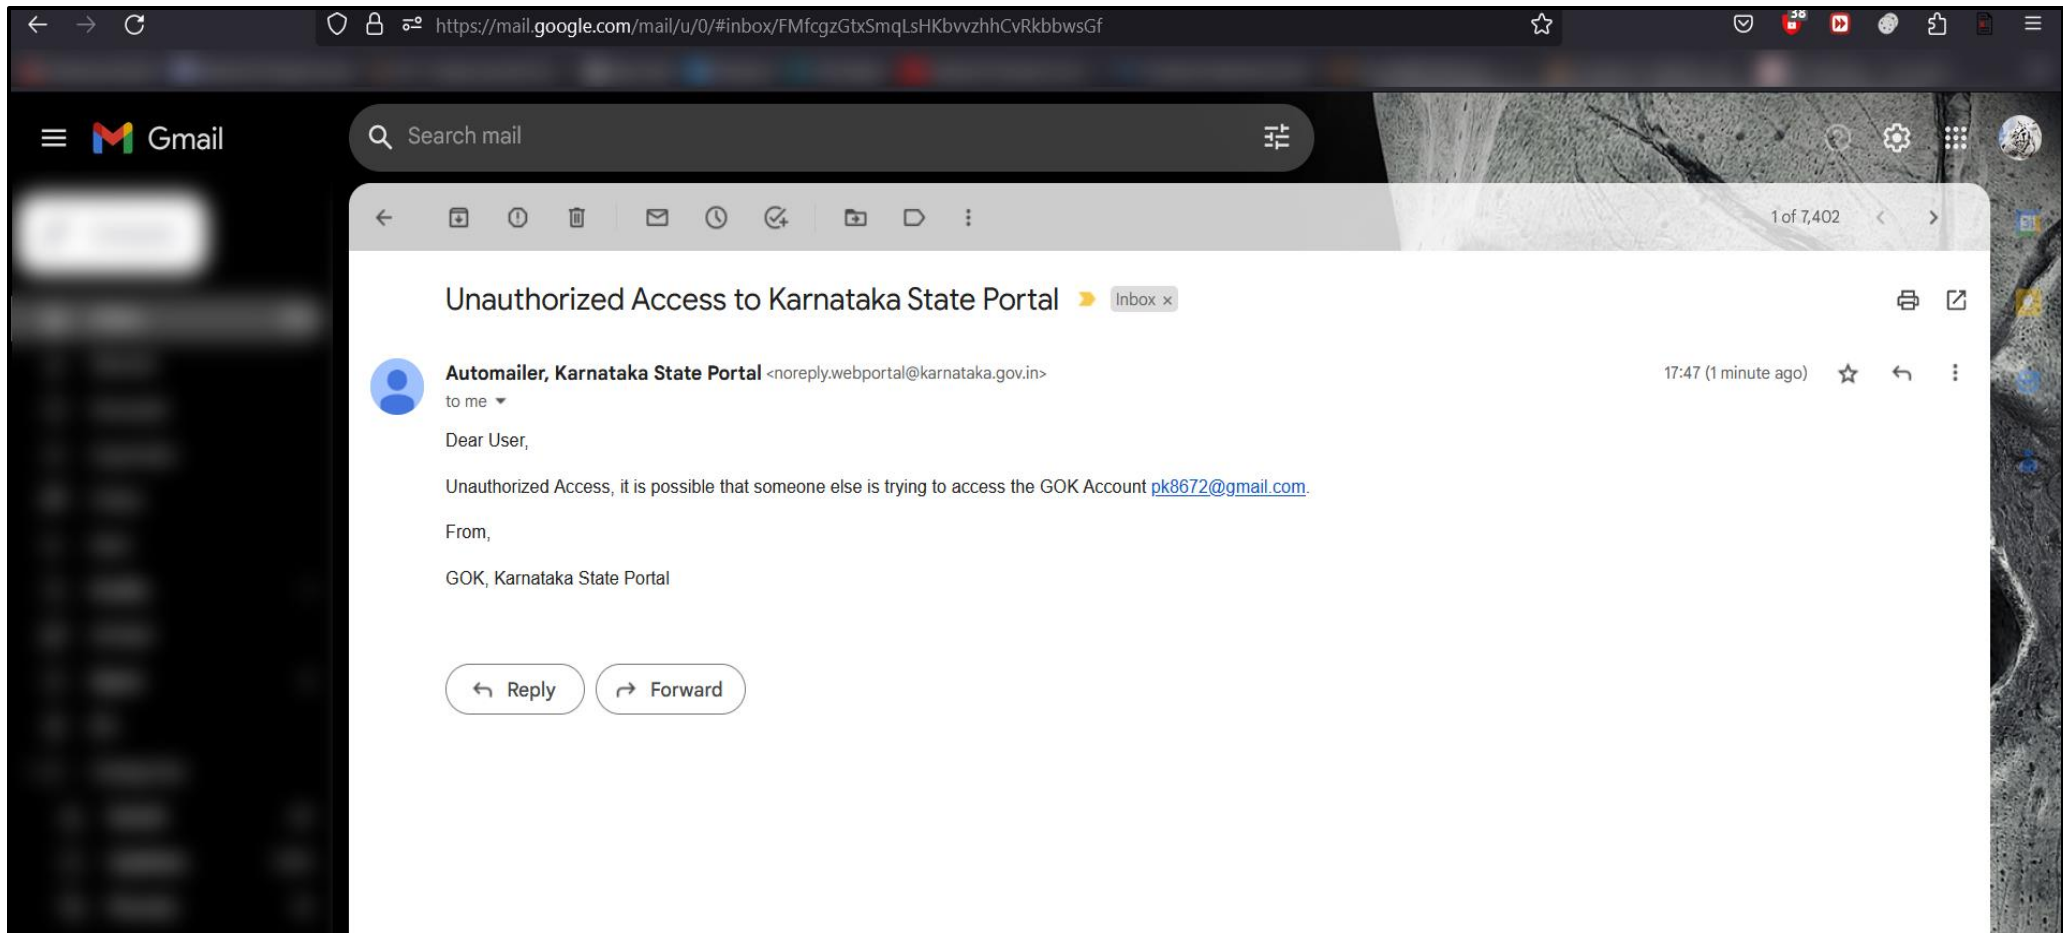 https://mail.google.com/mail/u/0/#inbox/FMfcgzGtxSmqLsHKbvvzhhCvRkbbwsGf
38
Gmail
Search mail
1 of 7,402
Unauthorized Access to Karnataka State Portal
Inbox ×
Automailer, Karnataka State Portal <noreply.webportal@karnataka.gov.in>
17:47 (1 minute ago)
to me
Dear User,
Unauthorized Access, it is possible that someone else is trying to access the GOK Account pk8672@gmail.com.
From,
GOK, Karnataka State Portal
Reply
Forward